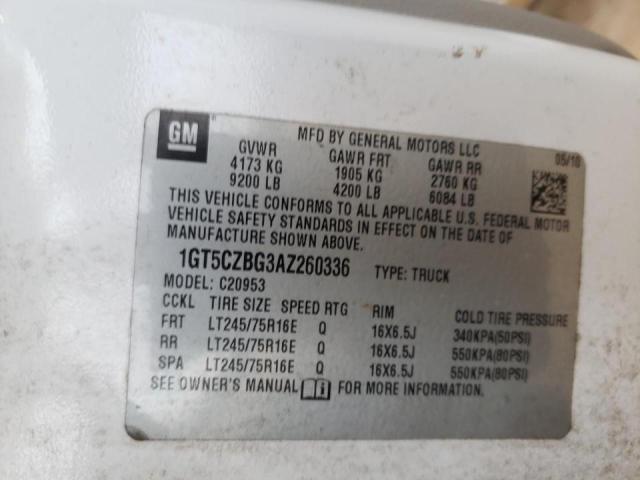 GM
MFD BY GENERAL MOTORS LLC 05/10
GVWR GAWR FRT GAWR RR
4173 KG 1905 KG 2760 KG
9200 LB 4200 LB 6084 LB
THIS VEHICLE CONFORMS TO ALL APPLICABLE U.S. FEDERAL MOTOR
VEHICLE SAFETY STANDARDS IN EFFECT ON THE DATE OF
MANUFACTURE SHOWN ABOVE.
1GT5CZBG3AZ260336 TYPE: TRUCK
MODEL: C20953
CCKL TIRE SIZE SPEED RTG RIM COLD TIRE PRESSURE
FRT LT245/75R16E Q 16X6.5J 340KPA(50PSI)
RR LT245/75R16E Q 16X6.5J 550KPA(80PSI)
SPA LT245/75R16E Q 16X6.5J 550KPA(80PSI)
SEE OWNER'S MANUAL FOR MORE INFORMATION.